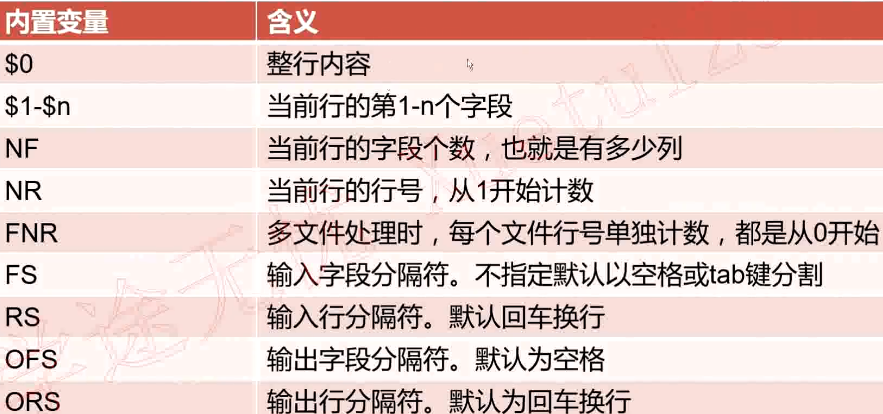 内置变量 含义
$0 整行内容
$1-$n 当前行的第1-n个字段
NF 当前行的字段个数，也就是有多少列
NR 当前行的行号，从1开始计数
FNR 多文件处理时，每个文件行号单独计数，都是从0开始
FS 输入字段分隔符。不指定默认以空格或tab键分割
RS 输入行分隔符。默认回车换行
OFS 输出字段分隔符。默认为空格
ORS 输出行分隔符。默认为回车换行